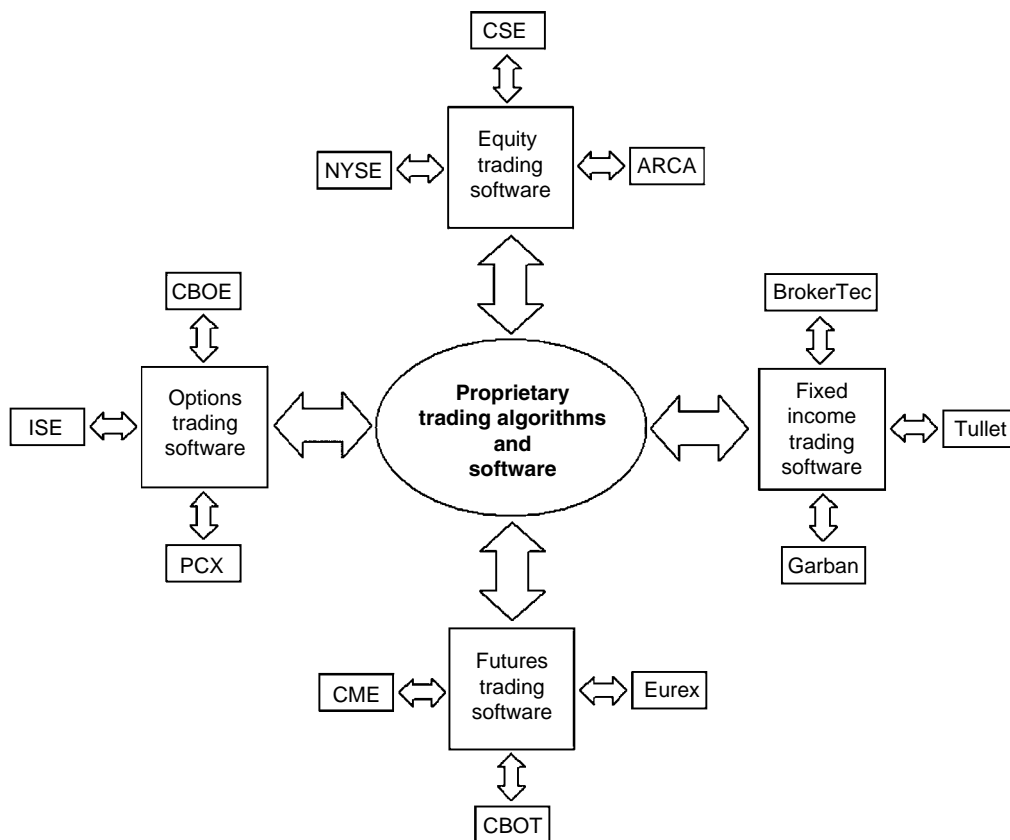 CSE
Equity
trading
software
NYSE
ARCA
CBOE
BrokerTec
Options
trading
software
ISE
Proprietary
trading algorithms
and
software
Fixed
income
trading
software
Tullet
PCX
Garban
Futures
trading
software
CME
Eurex
CBOT